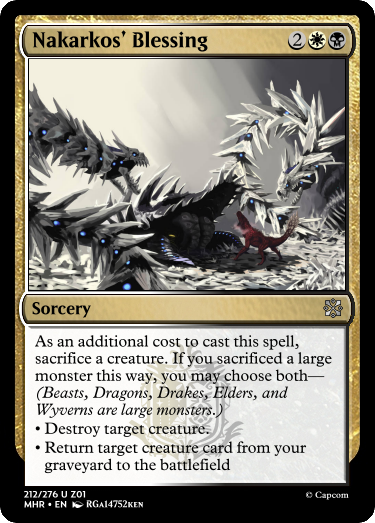 Nakarkos' Blessing 2
Sorcery
As an additional cost to cast this spell,
sacrifice a creature. If you sacrificed a large
monster this way, you may choose both—
(Beasts, Dragons, Drakes, Elders, and
Wyverns are large monsters.)
• Destroy target creature.
• Return target creature card from your
graveyard to the battlefield
212/276 U Z01
MHR • EN RGA14752KEN
© Capcom